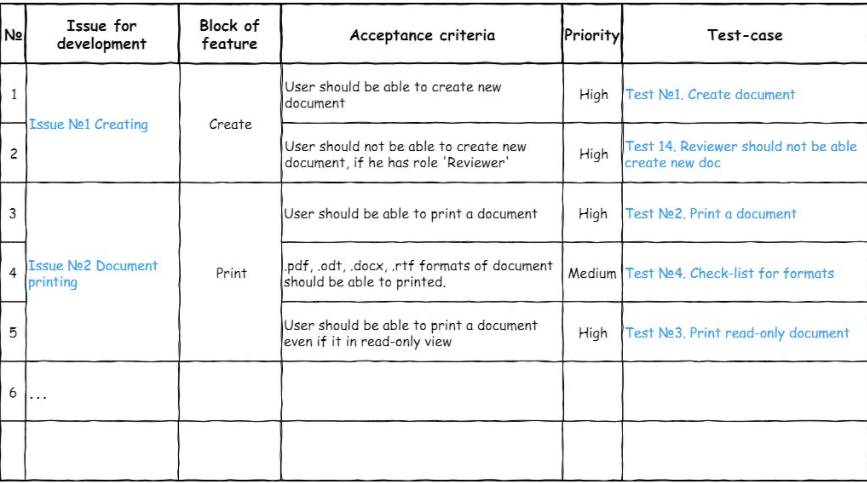 №
Issue for
development
Block of
feature
Acceptance criteria
Priority
Test-case
1
Issue №1 Creating
Create
User should be able to create new
document
High
Test №1. Create document
2
User should not be able to create new
document, if he has role 'Reviewer'
High
Test 14. Reviewer should not be able
create new doc
3
Issue №2 Document
printing
Print
User should be able to print a document
High
Test №2. Print a document
4
.pdf, .odt, .docx, .rtf formats of document
should be able to printed.
Medium
Test №4. Check-list for formats
5
User should be able to print a document
even if it in read-only view
High
Test №3. Print read-only document
6
...